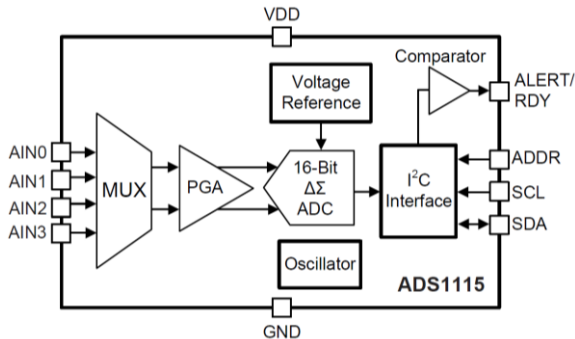 VDD
Comparator
ALERT/
RDY
Voltage
Reference
AIN0
AIN1
AIN2
AIN3
MUX
PGA
16-Bit
ΔΣ
ADC
I²C
Interface
ADDR
SCL
SDA
Oscillator
ADS1115
GND